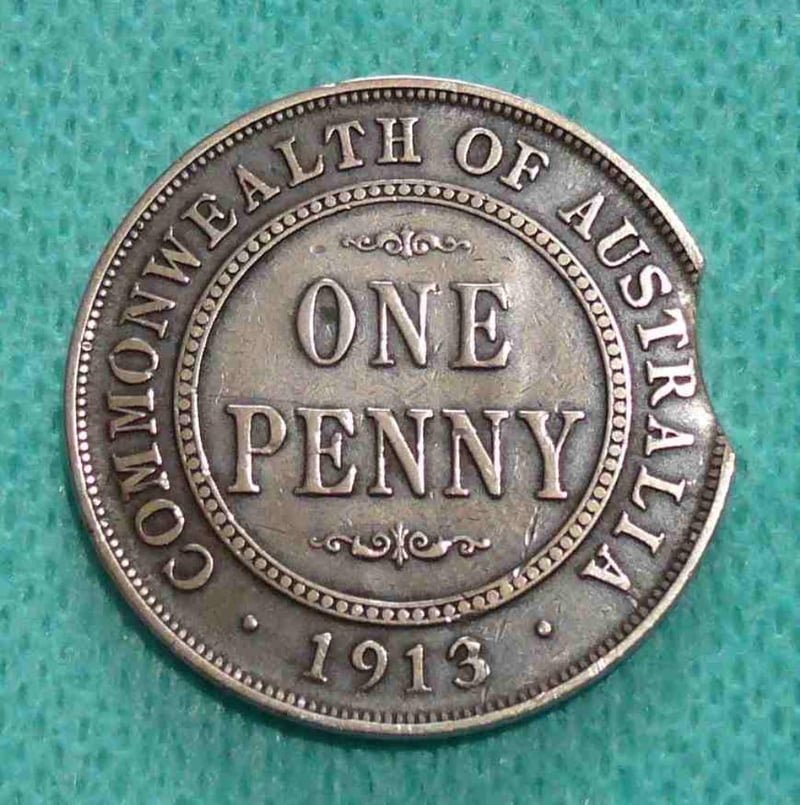 COMMONWEALTH OF AUSTRALIA
ONE
PENNY
1913